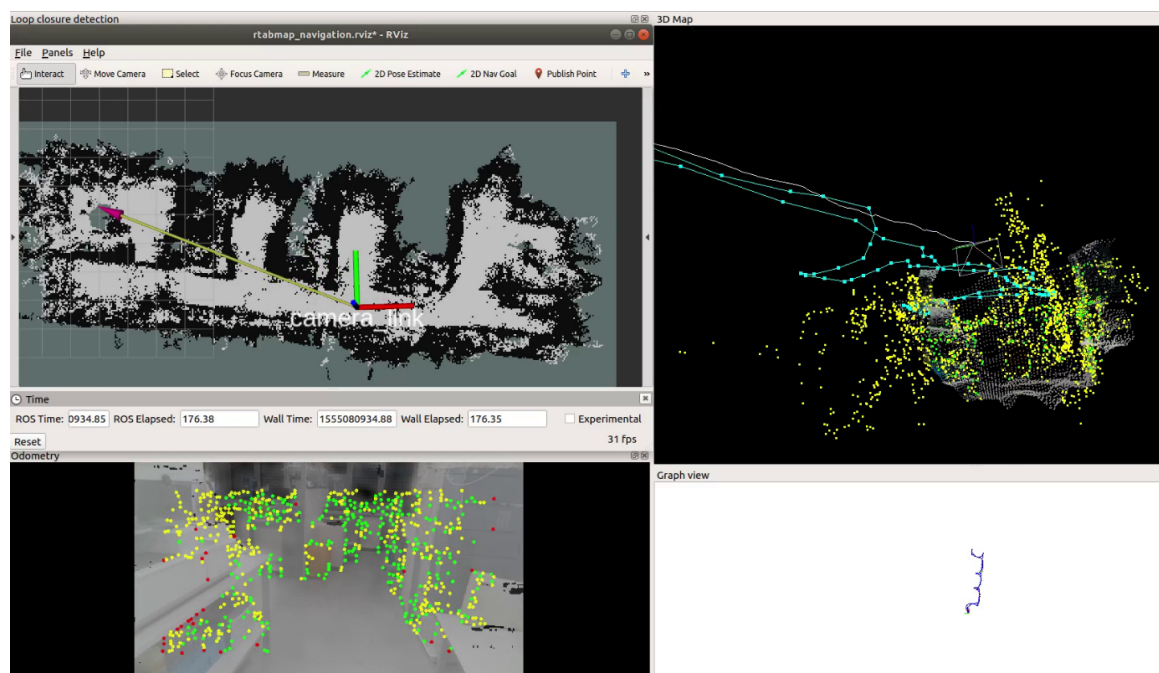 Loop closure detection
rtabmap_navigation.rviz* - RViz
File Panels Help
Interact Move Camera Select Focus Camera Measure 2D Pose Estimate 2D Nav Goal Publish Point »
camera_link
Time
ROS Time: 0934.85 ROS Elapsed: 176.38 Wall Time: 1555080934.88 Wall Elapsed: 176.35 Experimental
Reset 31 fps
Odometry
3D Map
Graph view